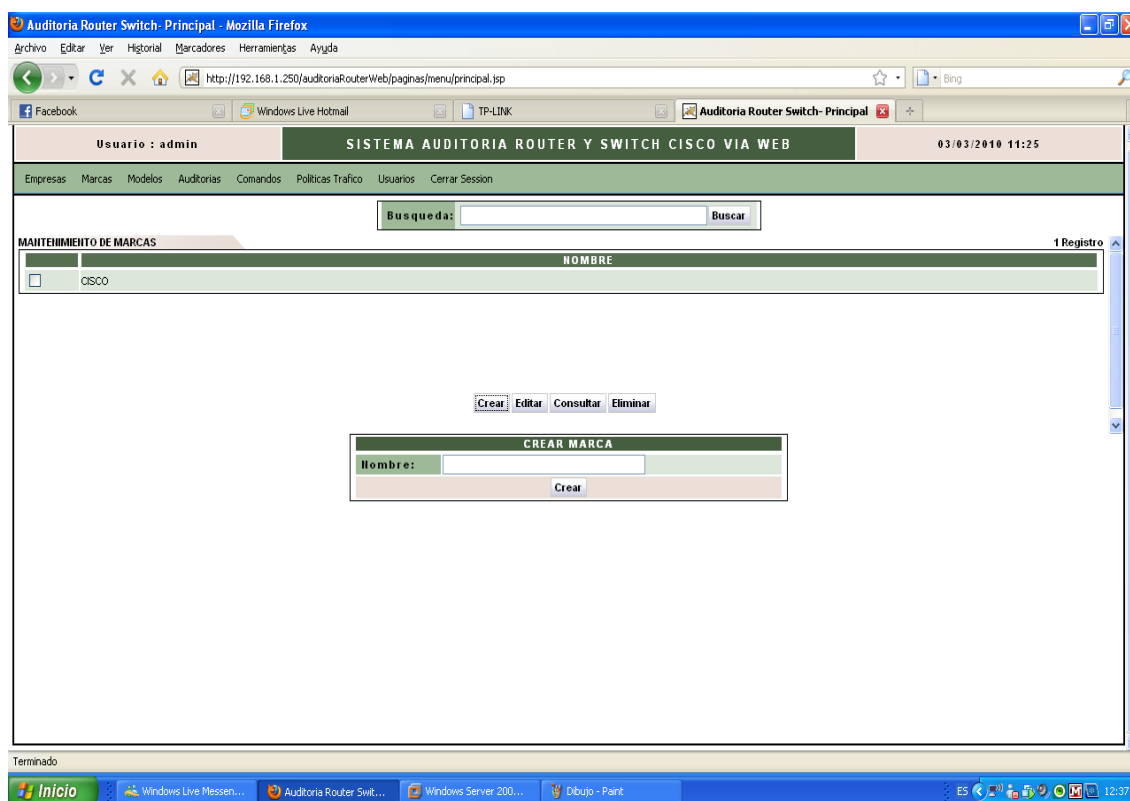 Auditoria Router Switch- Principal - Mozilla Firefox
Archivo Editar Ver Historial Marcadores Herramientas Ayuda
http://192.168.1.250/auditoriaRouterWeb/paginas/menu/principal.jsp
Bing
Facebook
Windows Live Hotmail
TP-LINK
Auditoria Router Switch- Principal
Usuario : admin
SISTEMA AUDITORIA ROUTER Y SWITCH CISCO VIA WEB
03/03/2010 11:25
Empresas Marcas Modelos Auditorias Comandos Politicas Trafico Usuarios Cerrar Session
Busqueda: Buscar
MANTENIMIENTO DE MARCAS
1 Registro
NOMBRE
CISCO
Crear Editar Consultar Eliminar
CREAR MARCA
Nombre:
Crear
Terminado
Inicio
Windows Live Messen...
Auditoria Router Swit...
Windows Server 200...
Dibujo - Paint
ES
12:37